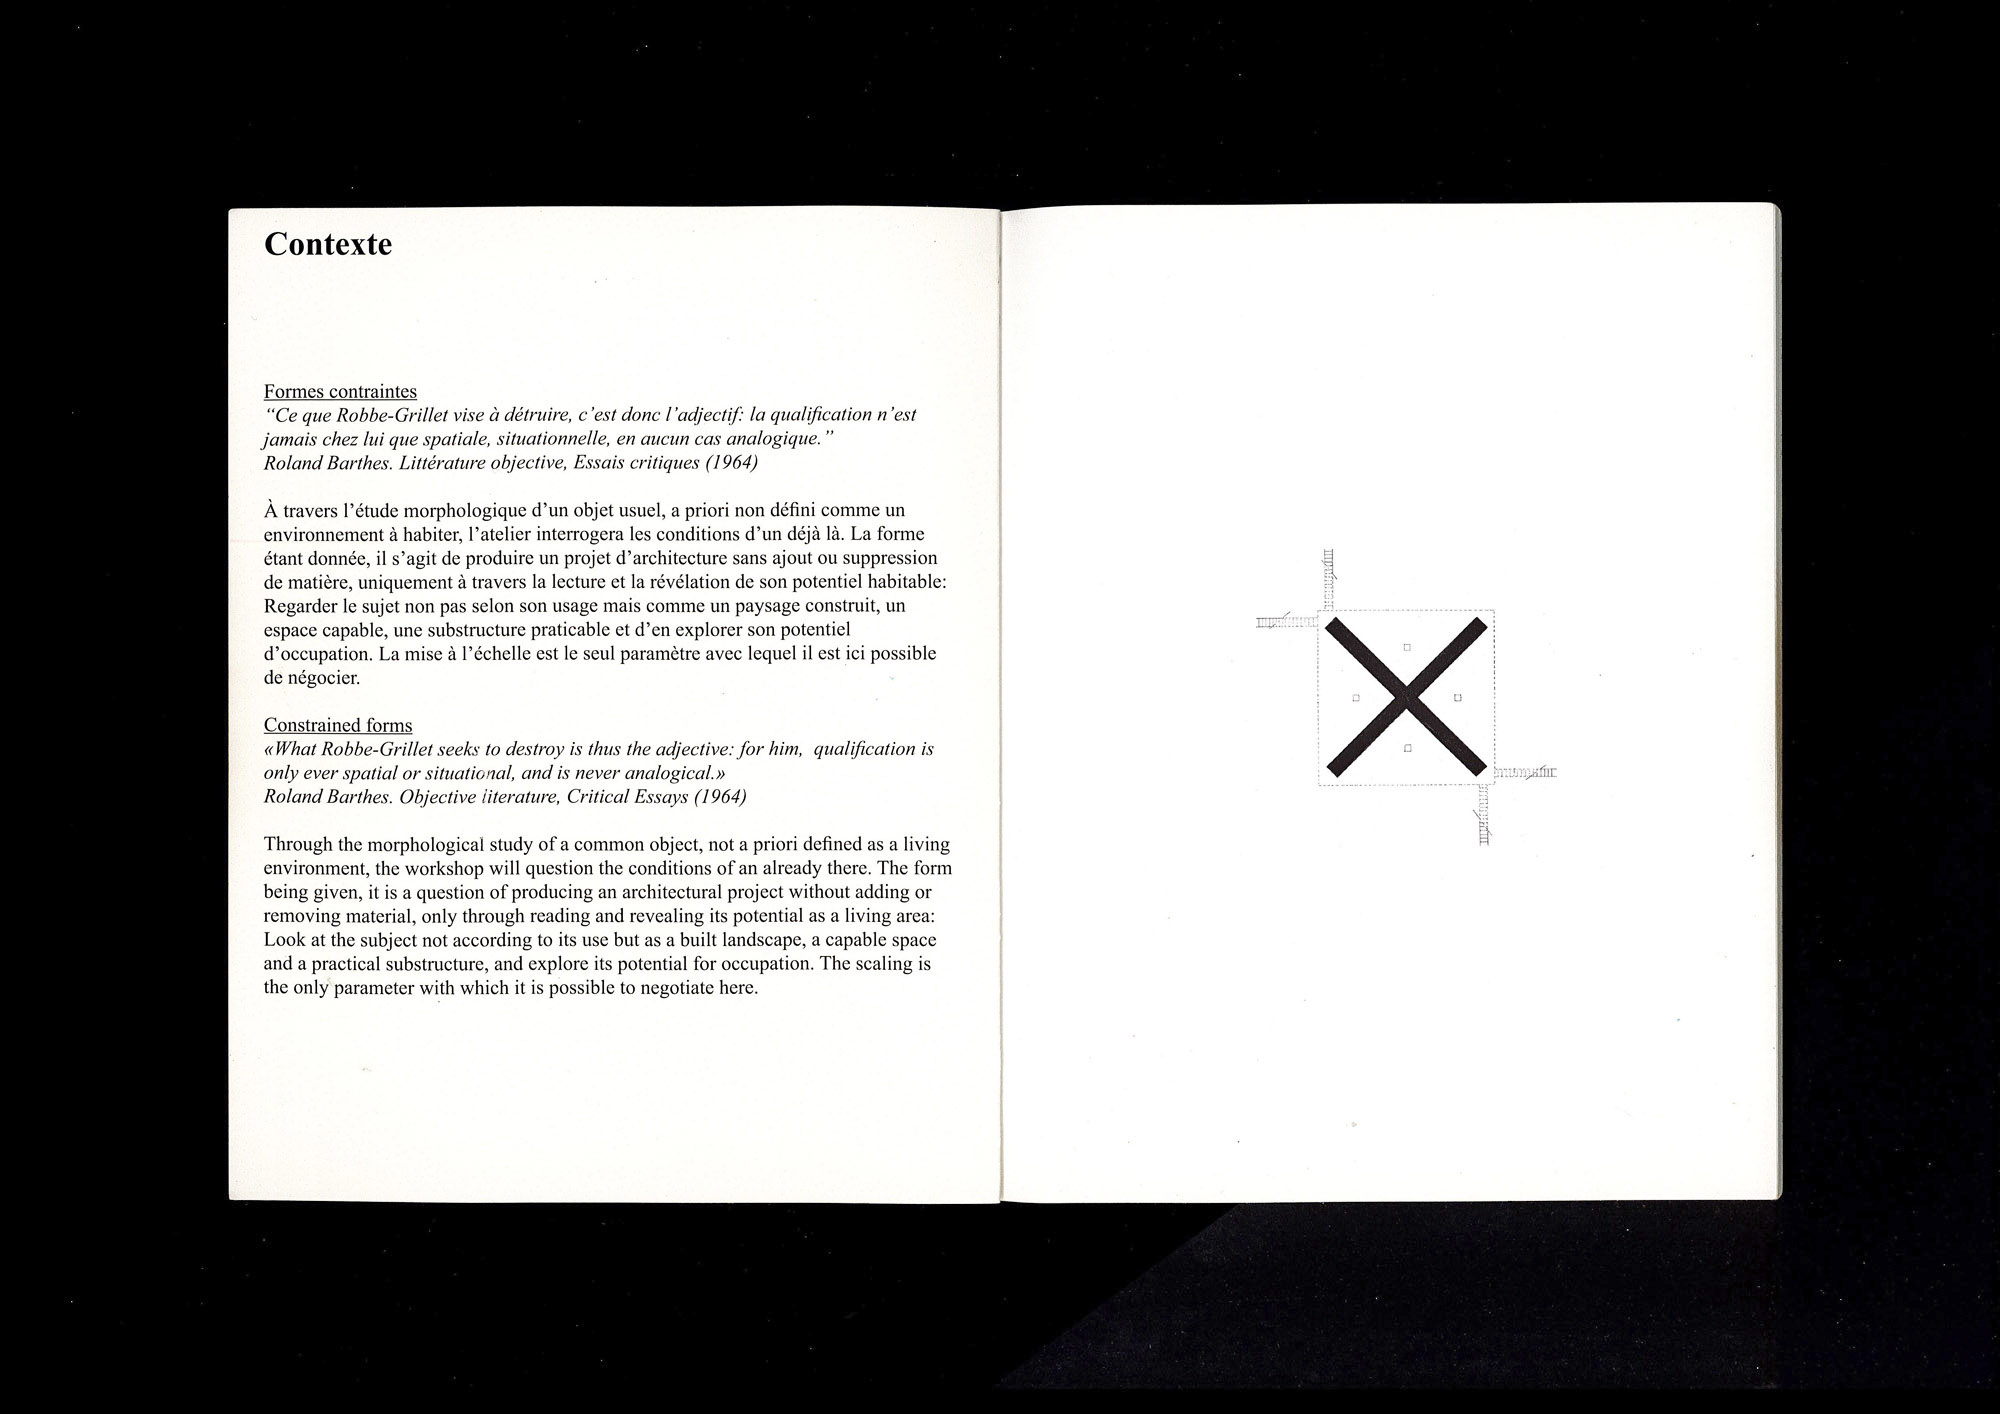 Contexte
Formes contraintes
“Ce que Robbe-Grillet vise à détruire, c’est donc l’adjectif: la qualification n’est
jamais chez lui que spatiale, situationnelle, en aucun cas analogique.”
Roland Barthes. Littérature objective, Essais critiques (1964)
À travers l’étude morphologique d’un objet usuel, a priori non défini comme un
environnement à habiter, l’atelier interrogera les conditions d’un déjà là. La forme
étant donnée, il s’agit de produire un projet d’architecture sans ajout ou suppression
de matière, uniquement à travers la lecture et la révélation de son potentiel habitable:
Regarder le sujet non pas selon son usage mais comme un paysage construit, un
espace capable, une substructure praticable et d’en explorer son potentiel
d’occupation. La mise à l’échelle est le seul paramètre avec lequel il est ici possible
de négocier.
Constrained forms
«What Robbe-Grillet seeks to destroy is thus the adjective: for him,  qualification is
only ever spatial or situational, and is never analogical.»
Roland Barthes. Objective literature, Critical Essays (1964)
Through the morphological study of a common object, not a priori defined as a living
environment, the workshop will question the conditions of an already there. The form
being given, it is a question of producing an architectural project without adding or
removing material, only through reading and revealing its potential as a living area:
Look at the subject not according to its use but as a built landscape, a capable space
and a practical substructure, and explore its potential for occupation. The scaling is
the only parameter with which it is possible to negotiate here.